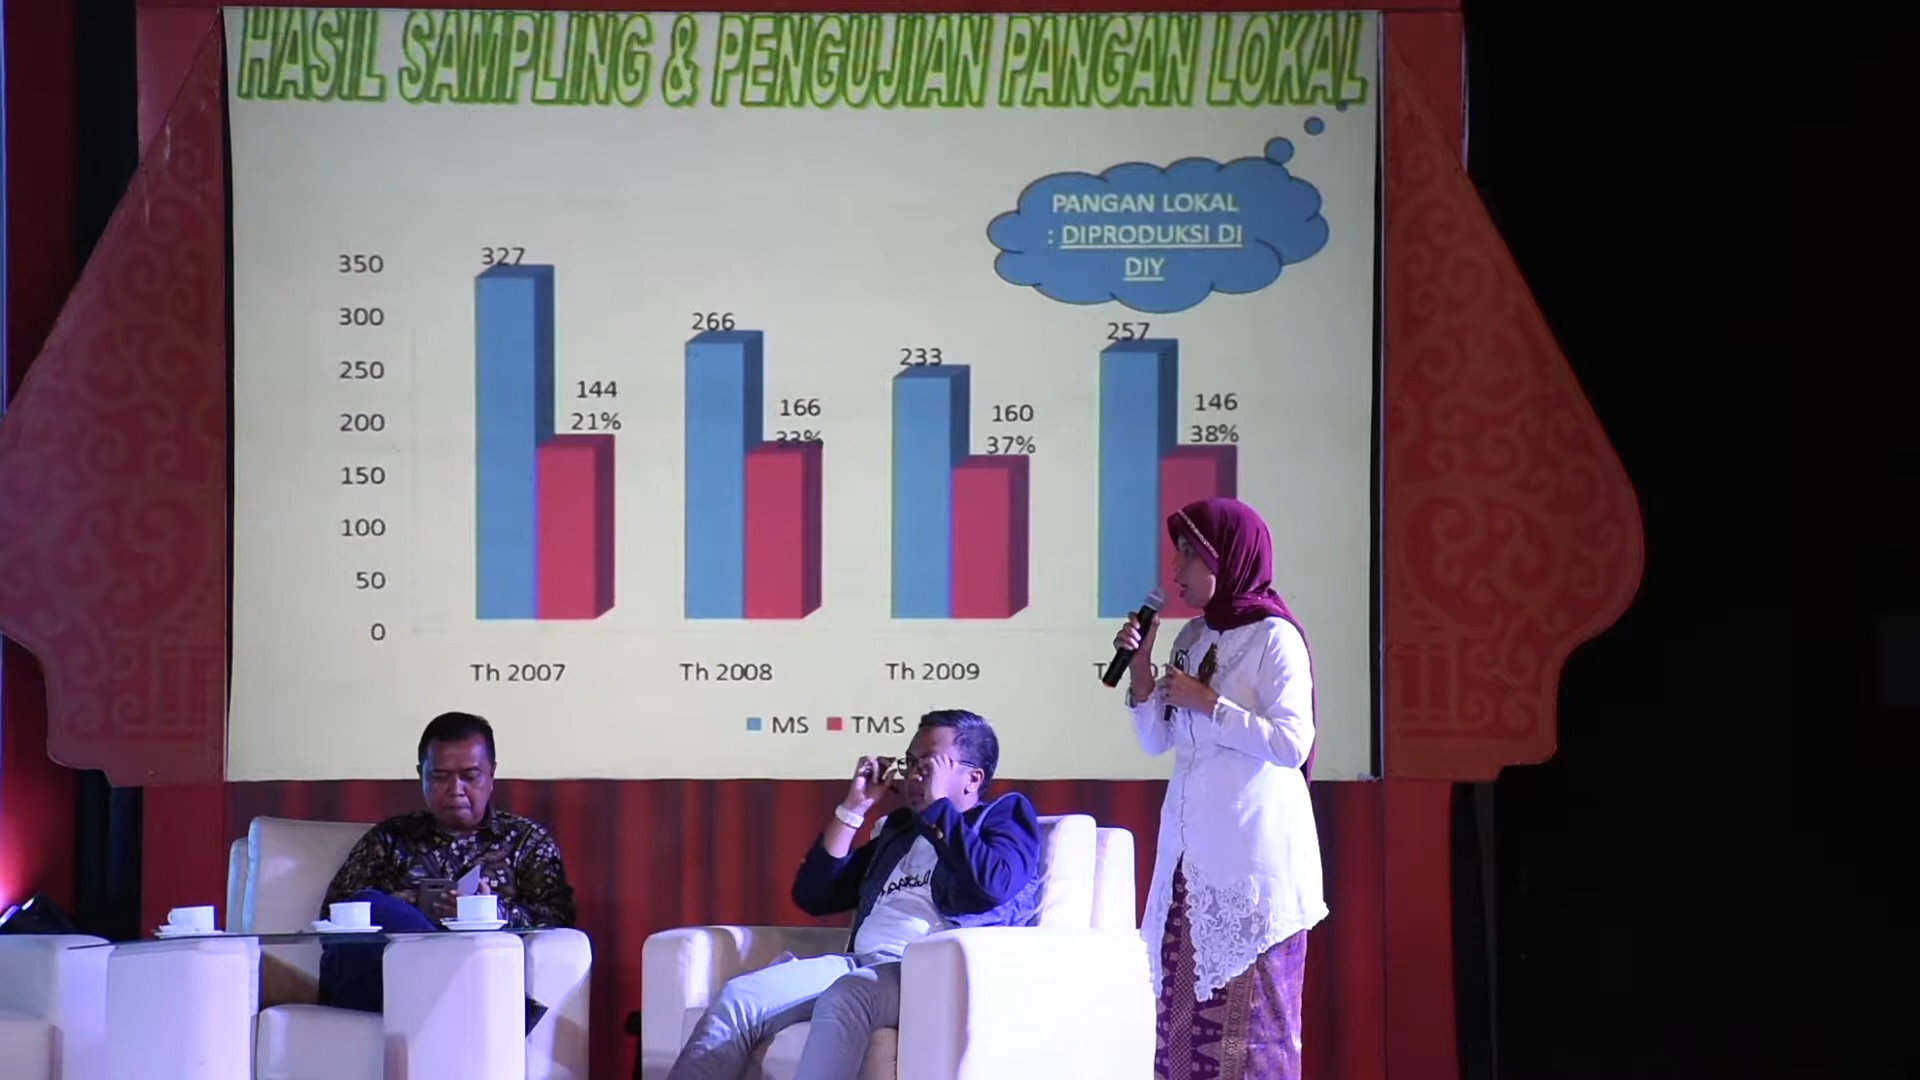 HASIL SAMPLING & PENGUJIAN PANGAN LOKAL
PANGAN LOKAL
: DIPRODUKSI DI
DIY
350
300
250
200
150
100
50
0
327
144
21%
266
166
33%
233
160
37%
257
146
38%
Th 2007
Th 2008
Th 2009
MS
TMS